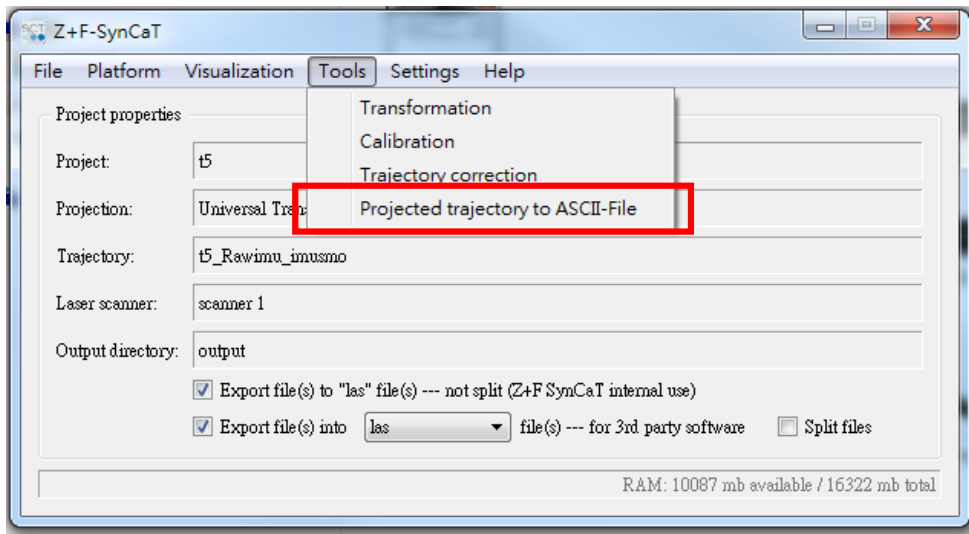 Z+F-SynCaT
File Platform Visualization Tools Settings Help
Transformation
Calibration
Trajectory correction
Projected trajectory to ASCII-File
Project properties
Project: t5
Projection: Universal
Trajectory: t5_Rawimu_imusmo
Laser scanner: scanner 1
Output directory: output
Export file(s) to "las" file(s) --- not split (Z+F SynCaT internal use)
Export file(s) into las file(s) --- for 3rd party software Split files
RAM: 10087 mb available / 16322 mb total